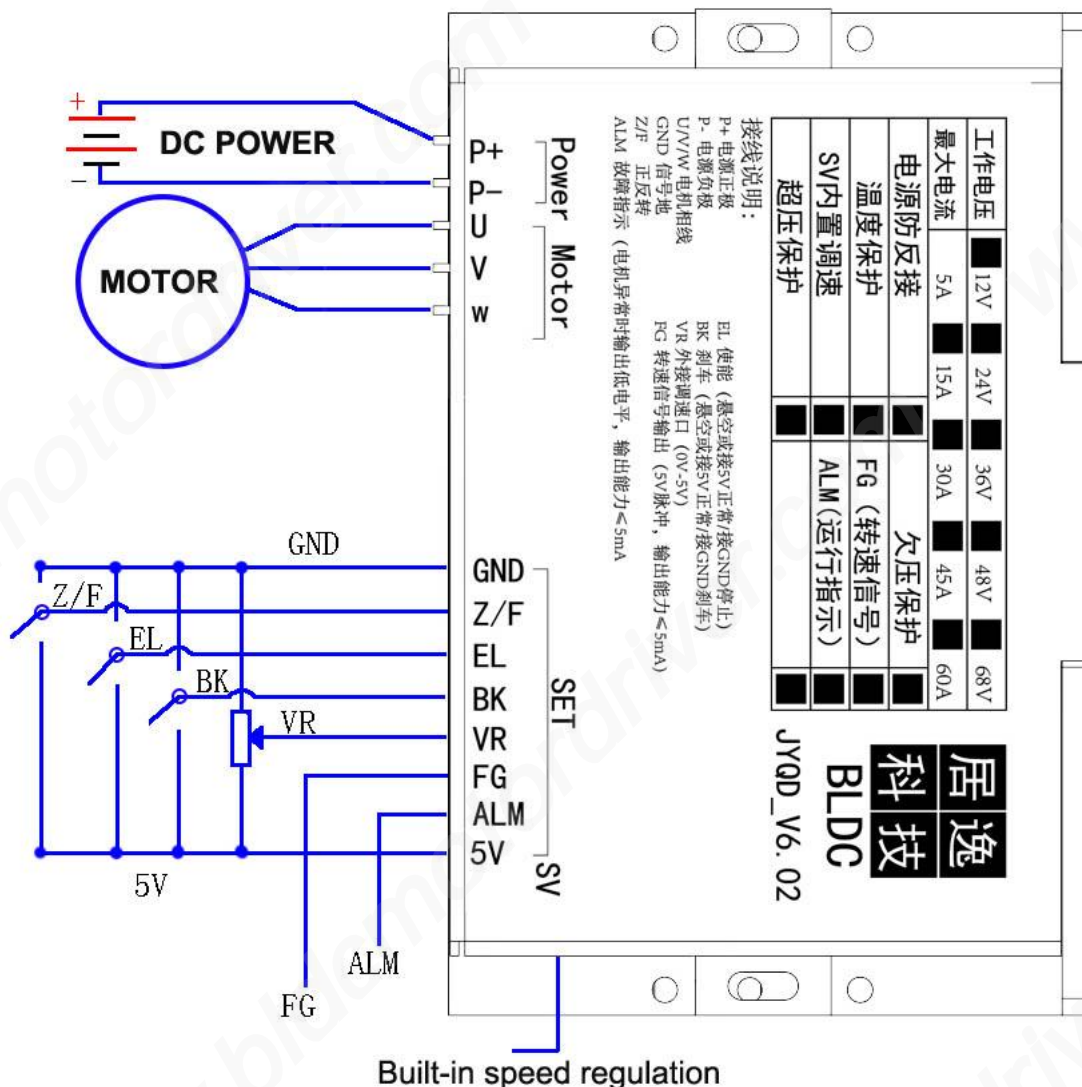 +
DC POWER
−
MOTOR
P+
P−
U
V
w
Power
Motor
GND
Z/F
EL
BK
VR
FG
ALM
5V
GND
Z/F
EL
BK
VR
FG
ALM
5V
SET
SV
工作电压 12V 24V 36V 48V 68V
最大电流 5A 15A 30A 45A 60A
电源防反接 欠压保护
温度保护 FG (转速信号)
SV内置调速 ALM(运行指示)
超压保护
接线说明:
P+ 电源正极
P- 电源负极
U/V/W 电机相线
GND 信号地
Z/F 正反转
ALM 故障指示 (电机异常时输出低电平, 输出能力≤5mA
EL 使能 (悬空或接5V正常/接GND停止)
BK 刹车 (悬空或接5V正常/接GND刹车)
VR 外接调速口 (0V-5V)
FG 转速信号输出 (5V脉冲, 输出能力≤5mA)
居逸
科技
BLDC
JYQD_V6.02
Built-in speed regulation